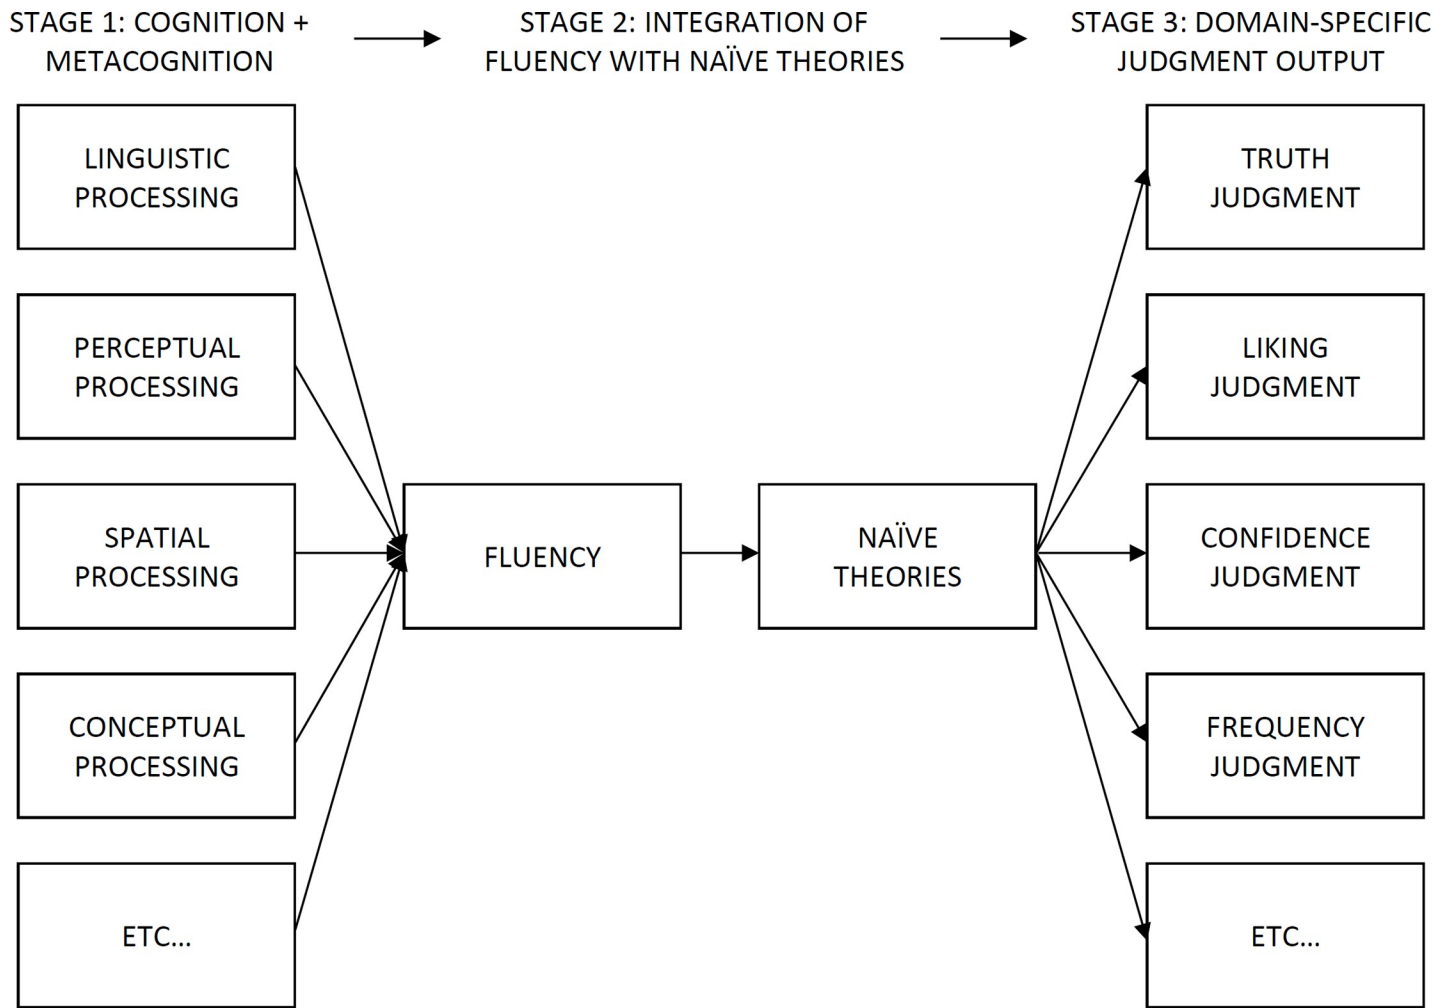 STAGE 1: COGNITION +
METACOGNITION
STAGE 2: INTEGRATION OF
FLUENCY WITH NAÏVE THEORIES
STAGE 3: DOMAIN-SPECIFIC
JUDGMENT OUTPUT
LINGUISTIC
PROCESSING
PERCEPTUAL
PROCESSING
SPATIAL
PROCESSING
CONCEPTUAL
PROCESSING
ETC...
FLUENCY
NAÏVE
THEORIES
TRUTH
JUDGMENT
LIKING
JUDGMENT
CONFIDENCE
JUDGMENT
FREQUENCY
JUDGMENT
ETC...